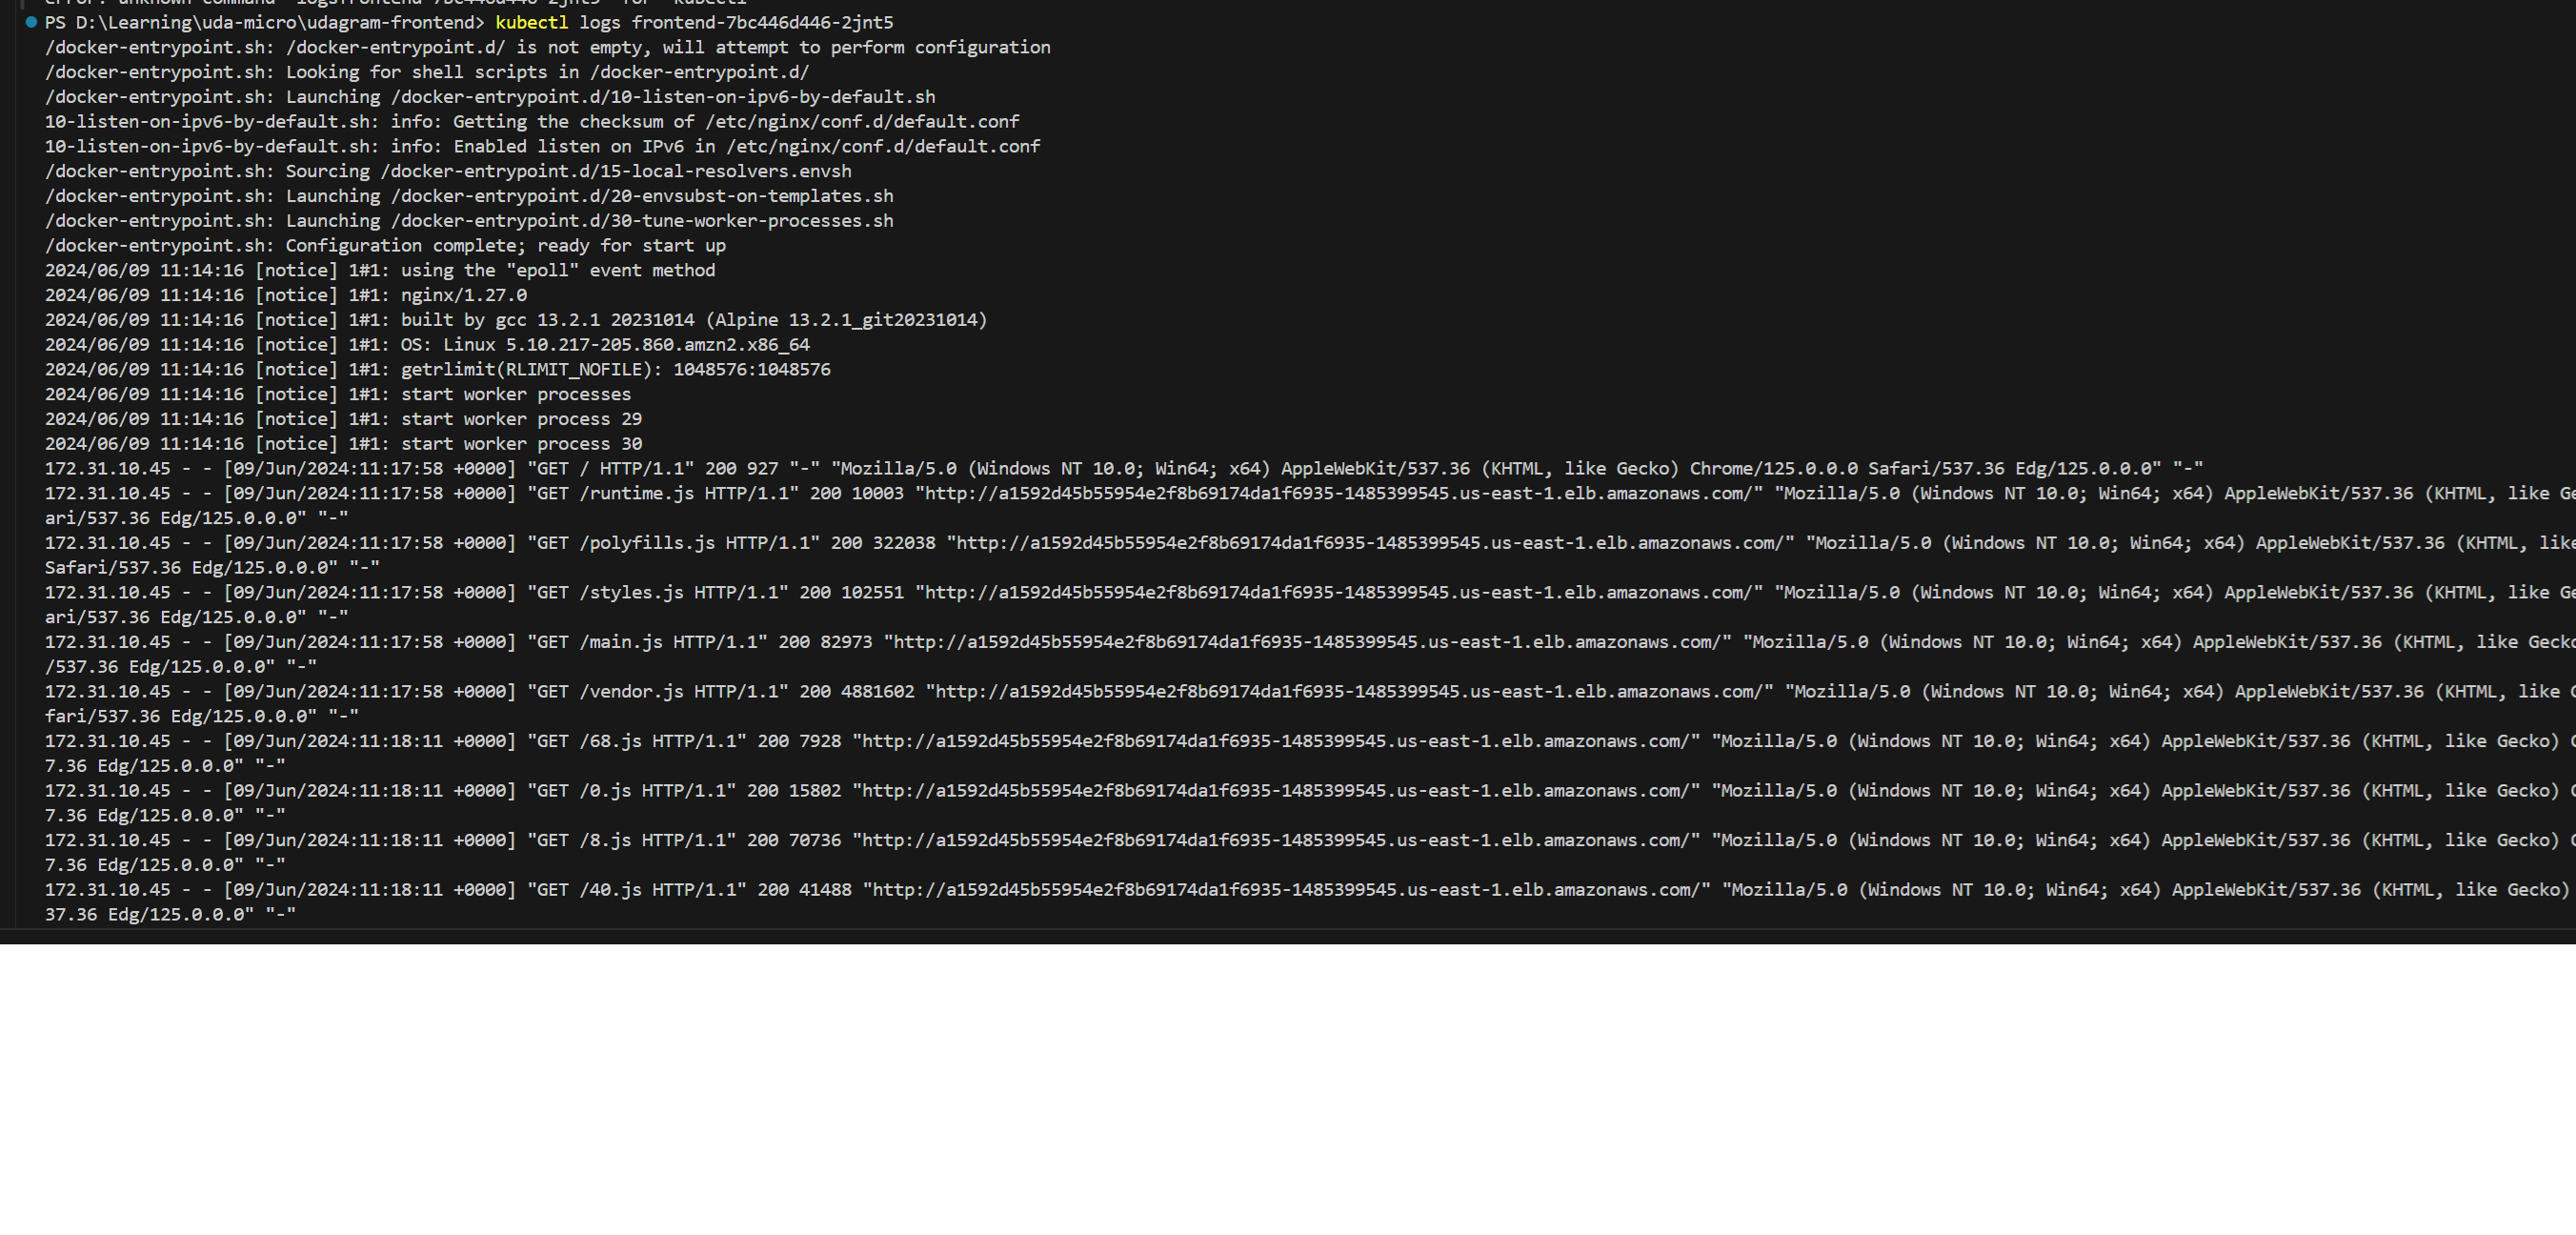 error: unknown command "logsfrontend-7bc446d446-2jnt5" for "kubectl"
PS D:\Learning\uda-micro\udagram-frontend> kubectl logs frontend-7bc446d446-2jnt5
/docker-entrypoint.sh: /docker-entrypoint.d/ is not empty, will attempt to perform configuration
/docker-entrypoint.sh: Looking for shell scripts in /docker-entrypoint.d/
/docker-entrypoint.sh: Launching /docker-entrypoint.d/10-listen-on-ipv6-by-default.sh
10-listen-on-ipv6-by-default.sh: info: Getting the checksum of /etc/nginx/conf.d/default.conf
10-listen-on-ipv6-by-default.sh: info: Enabled listen on IPv6 in /etc/nginx/conf.d/default.conf
/docker-entrypoint.sh: Sourcing /docker-entrypoint.d/15-local-resolvers.envsh
/docker-entrypoint.sh: Launching /docker-entrypoint.d/20-envsubst-on-templates.sh
/docker-entrypoint.sh: Launching /docker-entrypoint.d/30-tune-worker-processes.sh
/docker-entrypoint.sh: Configuration complete; ready for start up
2024/06/09 11:14:16 [notice] 1#1: using the "epoll" event method
2024/06/09 11:14:16 [notice] 1#1: nginx/1.27.0
2024/06/09 11:14:16 [notice] 1#1: built by gcc 13.2.1 20231014 (Alpine 13.2.1_git20231014)
2024/06/09 11:14:16 [notice] 1#1: OS: Linux 5.10.217-205.860.amzn2.x86_64
2024/06/09 11:14:16 [notice] 1#1: getrlimit(RLIMIT_NOFILE): 1048576:1048576
2024/06/09 11:14:16 [notice] 1#1: start worker processes
2024/06/09 11:14:16 [notice] 1#1: start worker process 29
2024/06/09 11:14:16 [notice] 1#1: start worker process 30
172.31.10.45 - - [09/Jun/2024:11:17:58 +0000] "GET / HTTP/1.1" 200 927 "-" "Mozilla/5.0 (Windows NT 10.0; Win64; x64) AppleWebKit/537.36 (KHTML, like Gecko) Chrome/125.0.0.0 Safari/537.36 Edg/125.0.0.0" "-"
172.31.10.45 - - [09/Jun/2024:11:17:58 +0000] "GET /runtime.js HTTP/1.1" 200 10003 "http://a1592d45b55954e2f8b69174da1f6935-1485399545.us-east-1.elb.amazonaws.com/" "Mozilla/5.0 (Windows NT 10.0; Win64; x64) AppleWebKit/537.36 (KHTML, like Ge
ari/537.36 Edg/125.0.0.0" "-"
172.31.10.45 - - [09/Jun/2024:11:17:58 +0000] "GET /polyfills.js HTTP/1.1" 200 322038 "http://a1592d45b55954e2f8b69174da1f6935-1485399545.us-east-1.elb.amazonaws.com/" "Mozilla/5.0 (Windows NT 10.0; Win64; x64) AppleWebKit/537.36 (KHTML, like
Safari/537.36 Edg/125.0.0.0" "-"
172.31.10.45 - - [09/Jun/2024:11:17:58 +0000] "GET /styles.js HTTP/1.1" 200 102551 "http://a1592d45b55954e2f8b69174da1f6935-1485399545.us-east-1.elb.amazonaws.com/" "Mozilla/5.0 (Windows NT 10.0; Win64; x64) AppleWebKit/537.36 (KHTML, like Ge
ari/537.36 Edg/125.0.0.0" "-"
172.31.10.45 - - [09/Jun/2024:11:17:58 +0000] "GET /main.js HTTP/1.1" 200 82973 "http://a1592d45b55954e2f8b69174da1f6935-1485399545.us-east-1.elb.amazonaws.com/" "Mozilla/5.0 (Windows NT 10.0; Win64; x64) AppleWebKit/537.36 (KHTML, like Gecko
/537.36 Edg/125.0.0.0" "-"
172.31.10.45 - - [09/Jun/2024:11:17:58 +0000] "GET /vendor.js HTTP/1.1" 200 4881602 "http://a1592d45b55954e2f8b69174da1f6935-1485399545.us-east-1.elb.amazonaws.com/" "Mozilla/5.0 (Windows NT 10.0; Win64; x64) AppleWebKit/537.36 (KHTML, like G
fari/537.36 Edg/125.0.0.0" "-"
172.31.10.45 - - [09/Jun/2024:11:18:11 +0000] "GET /68.js HTTP/1.1" 200 7928 "http://a1592d45b55954e2f8b69174da1f6935-1485399545.us-east-1.elb.amazonaws.com/" "Mozilla/5.0 (Windows NT 10.0; Win64; x64) AppleWebKit/537.36 (KHTML, like Gecko) C
7.36 Edg/125.0.0.0" "-"
172.31.10.45 - - [09/Jun/2024:11:18:11 +0000] "GET /0.js HTTP/1.1" 200 15802 "http://a1592d45b55954e2f8b69174da1f6935-1485399545.us-east-1.elb.amazonaws.com/" "Mozilla/5.0 (Windows NT 10.0; Win64; x64) AppleWebKit/537.36 (KHTML, like Gecko) C
7.36 Edg/125.0.0.0" "-"
172.31.10.45 - - [09/Jun/2024:11:18:11 +0000] "GET /8.js HTTP/1.1" 200 70736 "http://a1592d45b55954e2f8b69174da1f6935-1485399545.us-east-1.elb.amazonaws.com/" "Mozilla/5.0 (Windows NT 10.0; Win64; x64) AppleWebKit/537.36 (KHTML, like Gecko) C
7.36 Edg/125.0.0.0" "-"
172.31.10.45 - - [09/Jun/2024:11:18:11 +0000] "GET /40.js HTTP/1.1" 200 41488 "http://a1592d45b55954e2f8b69174da1f6935-1485399545.us-east-1.elb.amazonaws.com/" "Mozilla/5.0 (Windows NT 10.0; Win64; x64) AppleWebKit/537.36 (KHTML, like Gecko)
37.36 Edg/125.0.0.0" "-"